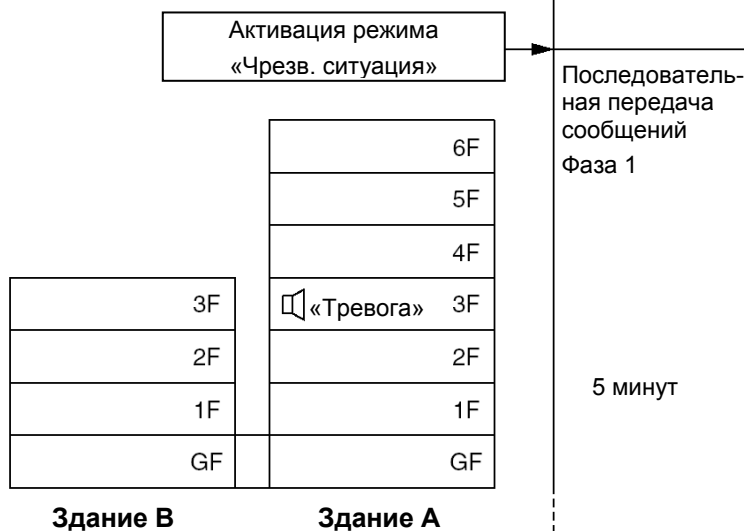 Активация режима
«Чрезв. ситуация»
Последователь-
ная передача
сообщений
Фаза 1
6F
5F
4F
3F
«Тревога» 3F
2F
2F
5 минут
1F
1F
GF
GF
Здание B
Здание A